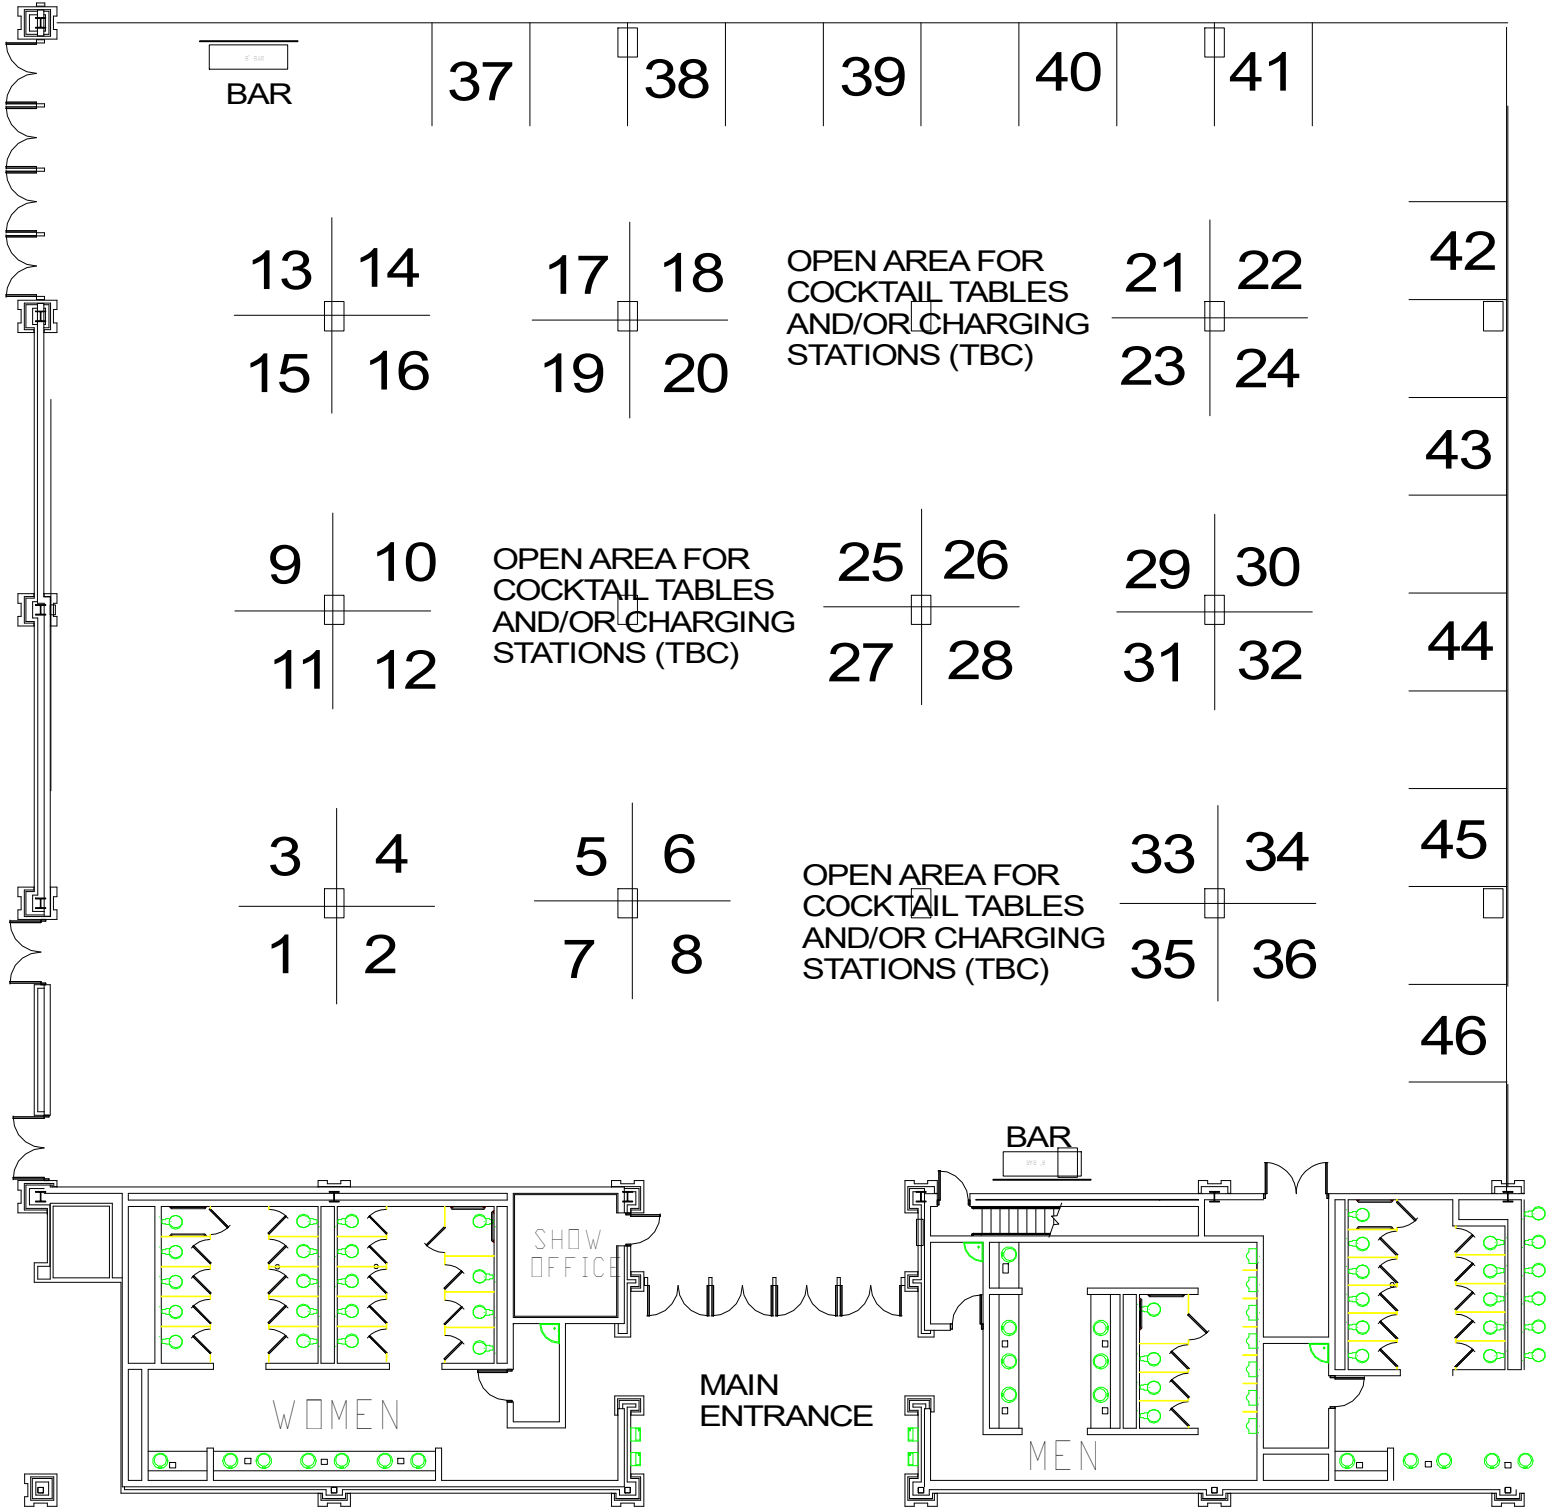 BAR
37
38
39
40
41
42
13 14
17 18
OPEN AREA FOR
COCKTAIL TABLES
AND/OR CHARGING
STATIONS (TBC)
21 22
15 16
19 20
23 24
43
9 10
OPEN AREA FOR
COCKTAIL TABLES
AND/OR CHARGING
STATIONS (TBC)
25 26
29 30
11 12
27 28
31 32
44
3 4
5 6
OPEN AREA FOR
COCKTAIL TABLES
AND/OR CHARGING
STATIONS (TBC)
33 34
45
1 2
7 8
35 36
46
BAR
SHOW
OFFICE
MAIN
ENTRANCE
WOMEN
MEN